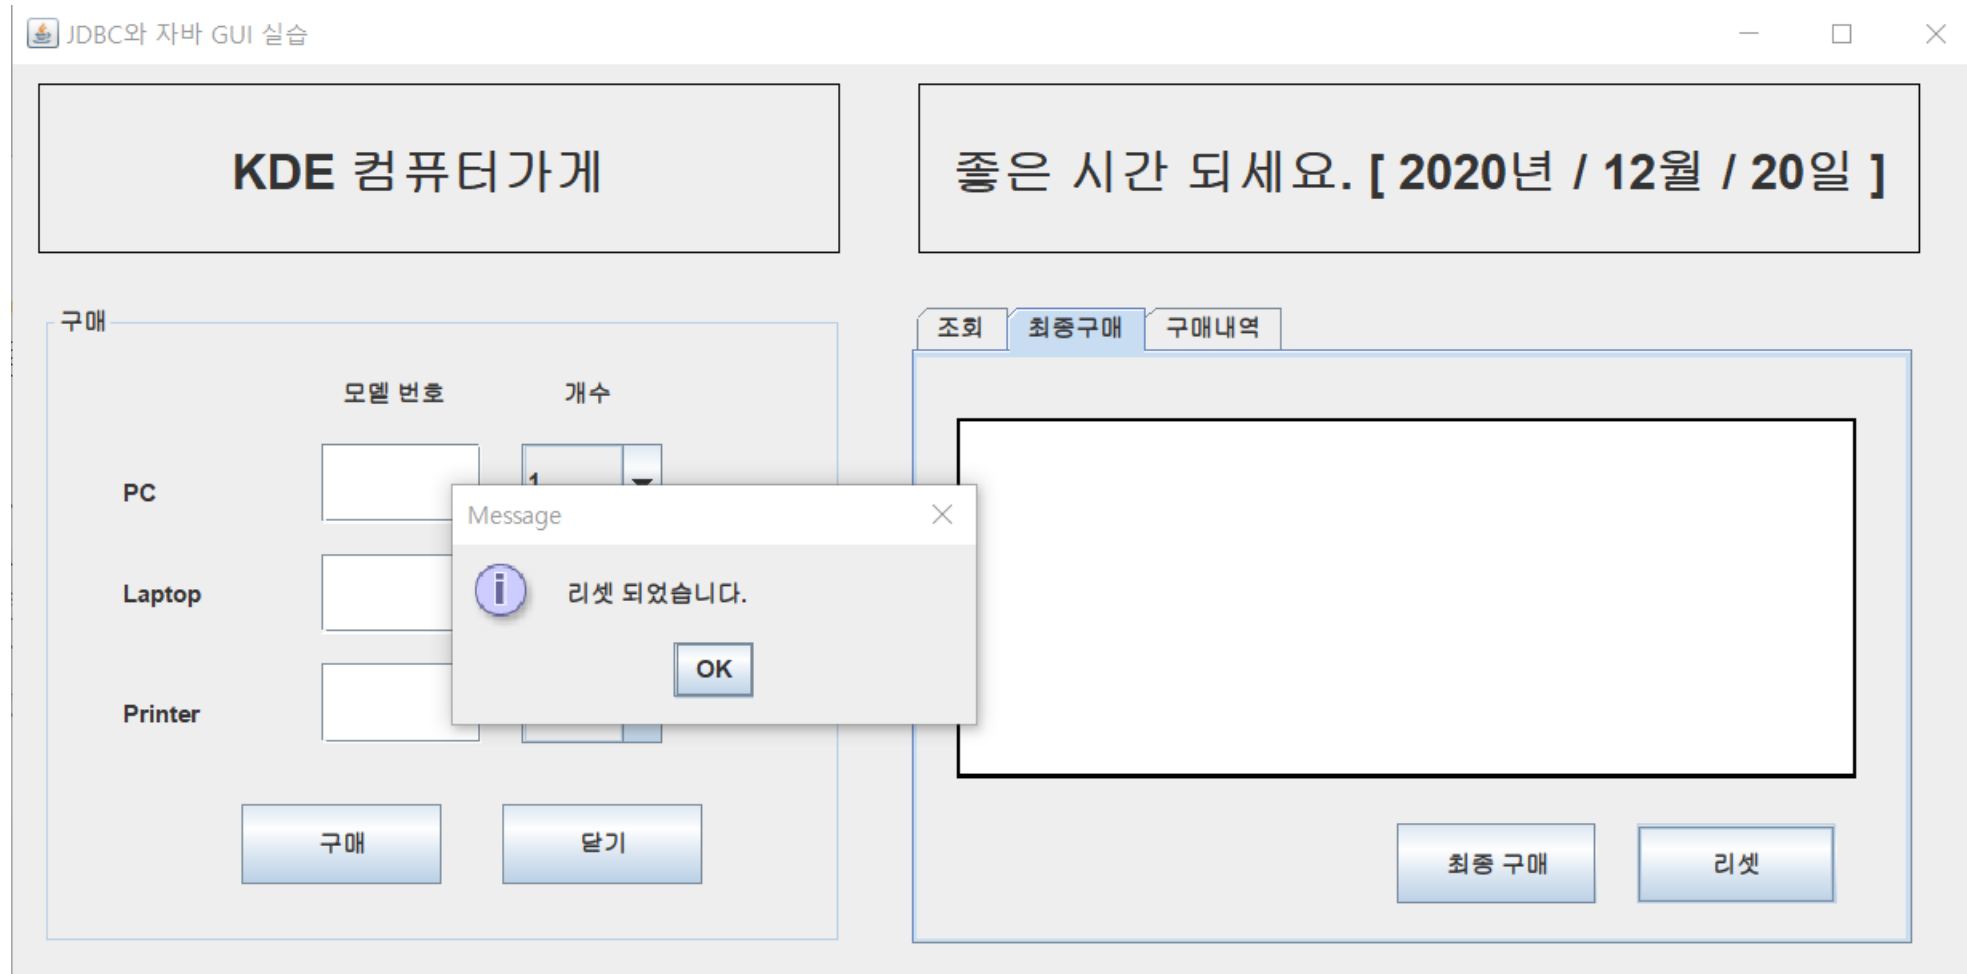 JDBC와 자바 GUI 실습
KDE 컴퓨터가게
좋은 시간 되세요. [ 2020년 / 12월 / 20일 ]
구매
모델 번호 개수
PC
1
Laptop
Printer
구매 닫기
Message
리셋 되었습니다.
OK
조회 최종구매 구매내역
최종 구매 리셋